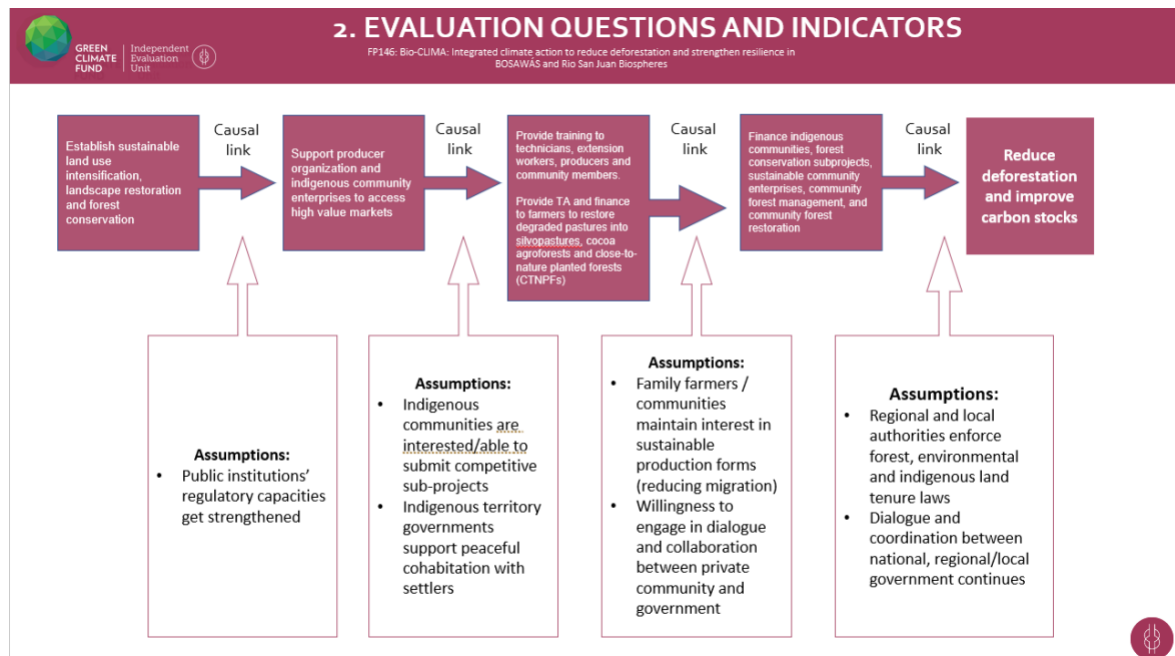 GREEN
CLIMATE
FUND
Independent
Evaluation
Unit
2. EVALUATION QUESTIONS AND INDICATORS
FP146: Bio-CLIMA: Integrated climate action to reduce deforestation and strengthen resilience in
BOSAWÁS and Rio San Juan Biospheres
Establish sustainable
land use
intensification,
landscape restoration
and forest
conservation
Causal
link
Support producer
organization and
indigenous community
enterprises to access
high value markets
Causal
link
Provide training to
technicians, extension
workers, producers and
community members.
Provide TA and finance
to farmers to restore
degraded pastures into
silvopastures, cocoa
agroforests and close-to-
nature planted forests
(CTNPFs)
Causal
link
Finance indigenous
communities, forest
conservation subprojects,
sustainable community
enterprises, community
forest management, and
community forest
restoration
Causal
link
Reduce
deforestation
and improve
carbon stocks
Assumptions:
• Public institutions'
regulatory capacities
get strengthened
Assumptions:
• Indigenous
communities are
interested/able to
submit competitive
sub-projects
• Indigenous territory
governments
support peaceful
cohabitation with
settlers
Assumptions:
• Family farmers /
communities
maintain interest in
sustainable
production forms
(reducing migration)
• Willingness to
engage in dialogue
and collaboration
between private
community and
government
Assumptions:
• Regional and local
authorities enforce
forest, environmental
and indigenous land
tenure laws
• Dialogue and
coordination between
national, regional/local
government continues